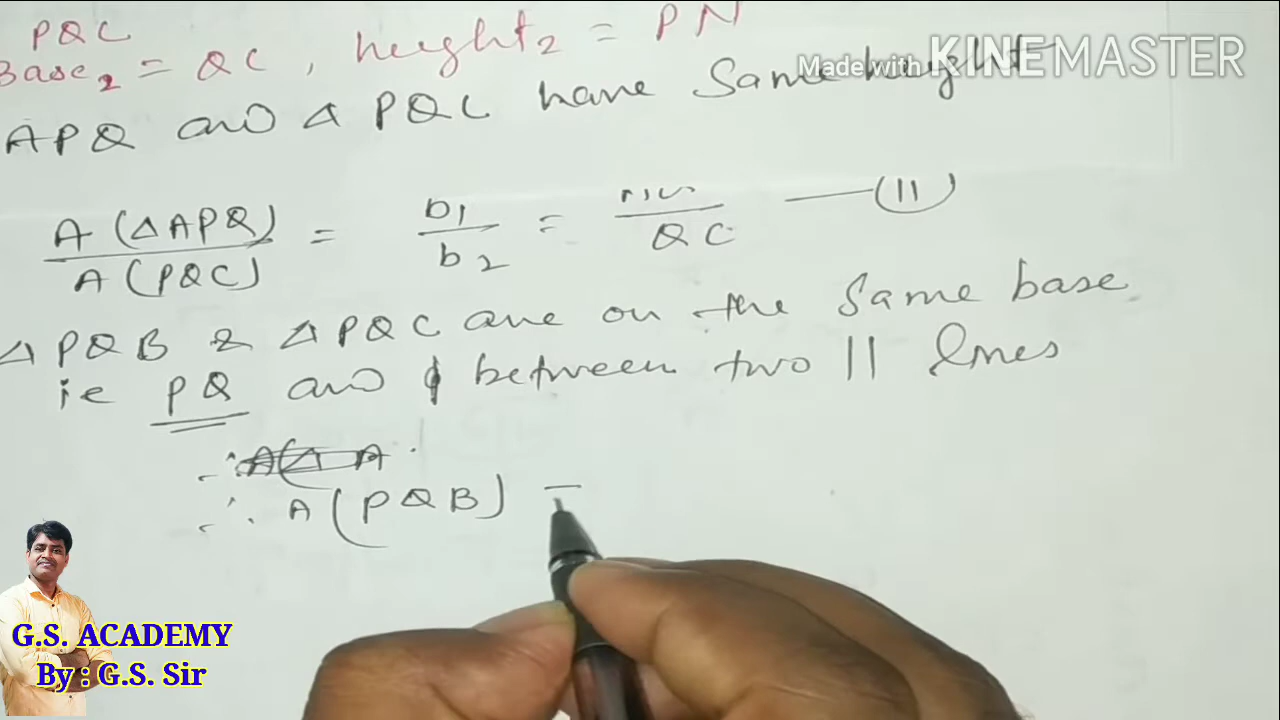 PQC
Base2 = QC, height2 = PN
Made with KINEMASTER
APQ and △ PQC have Same height
A (△APQ) / A (PQC) = b1 / b2 = / QC — (11)
△ PQB & △ PQC are on the Same base
ie PQ and between two || lines
∴ A(△ A
∴ A (PQB) =
G.S. ACADEMY
By : G.S. Sir